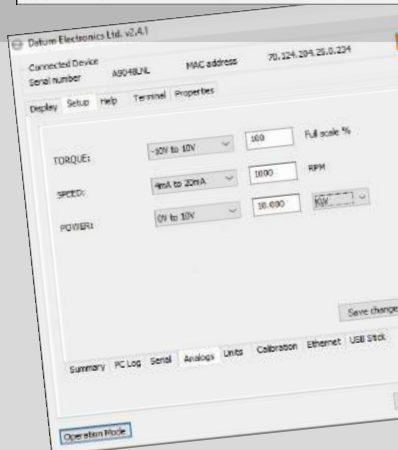 Datum Electronics Ltd. v2.4.1
Connected Device
Serial number A9048LNL MAC address 70.124.204.25.0.234
Display Setup Help Terminal Properties
TORQUE: -10V to 10V 100 Full scale %
SPEED: 4mA to 20mA 1000 RPM
POWER: 0V to 10V 10.000 KW
Save change
Summary PC Log Serial Analogs Units Calibration Ethernet USB Stick
Operation Mode